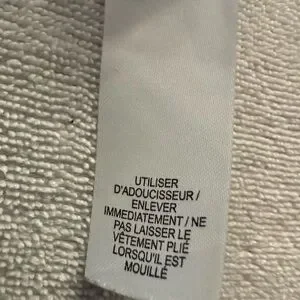 UTILISER
D'ADOUCISSEUR /
ENLEVER
IMMEDIATEMENT / NE
PAS LAISSER LE
VÊTEMENT PLIÉ
LORSQU'IL EST
MOUILLÉ